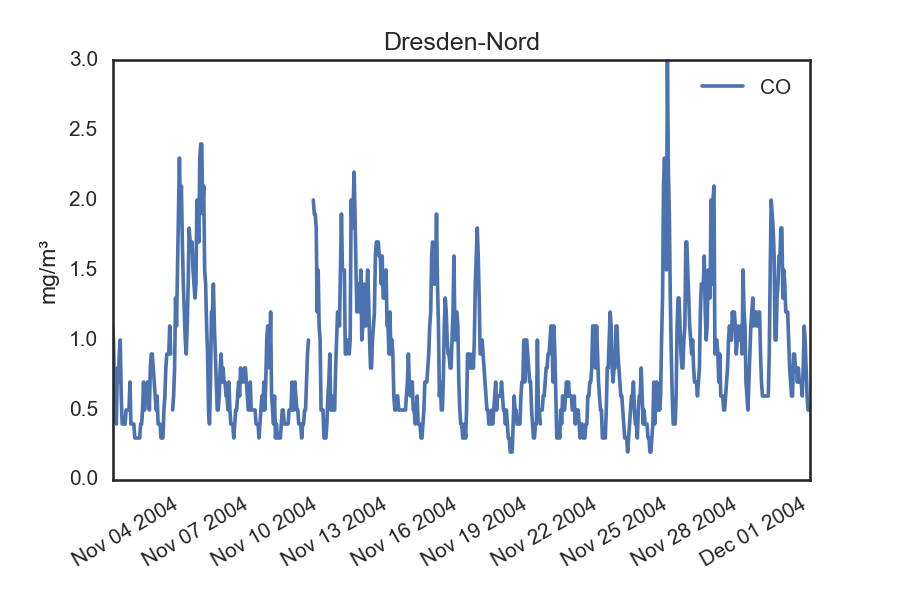 Dresden-Nord
CO
mg/m³
3.0
2.5
2.0
1.5
1.0
0.5
0.0
Nov 04 2004
Nov 07 2004
Nov 10 2004
Nov 13 2004
Nov 16 2004
Nov 19 2004
Nov 22 2004
Nov 25 2004
Nov 28 2004
Dec 01 2004